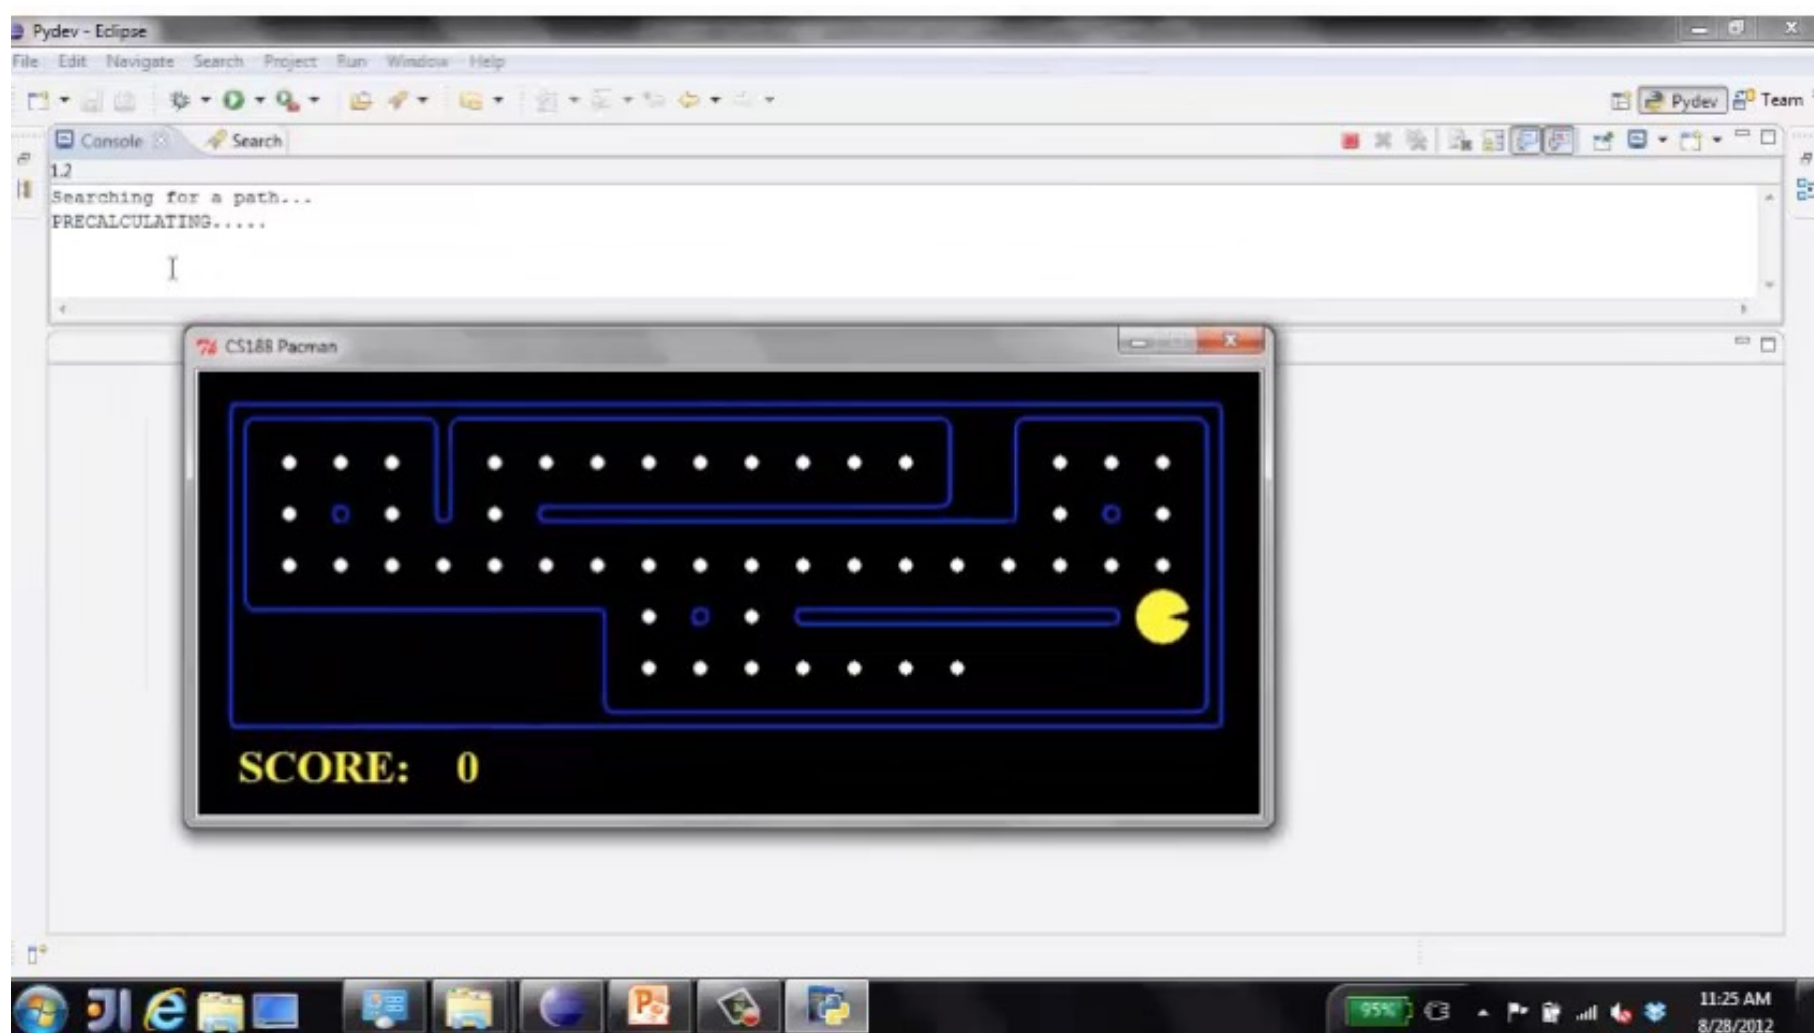 Pydev - Eclipse
File Edit Navigate Search Project Run Window Help
Pydev Team
Console Search
1.2
Searching for a path...
PRECALCULATING.....
CS188 Pacman
SCORE: 0
95%
11:25 AM
8/28/2012